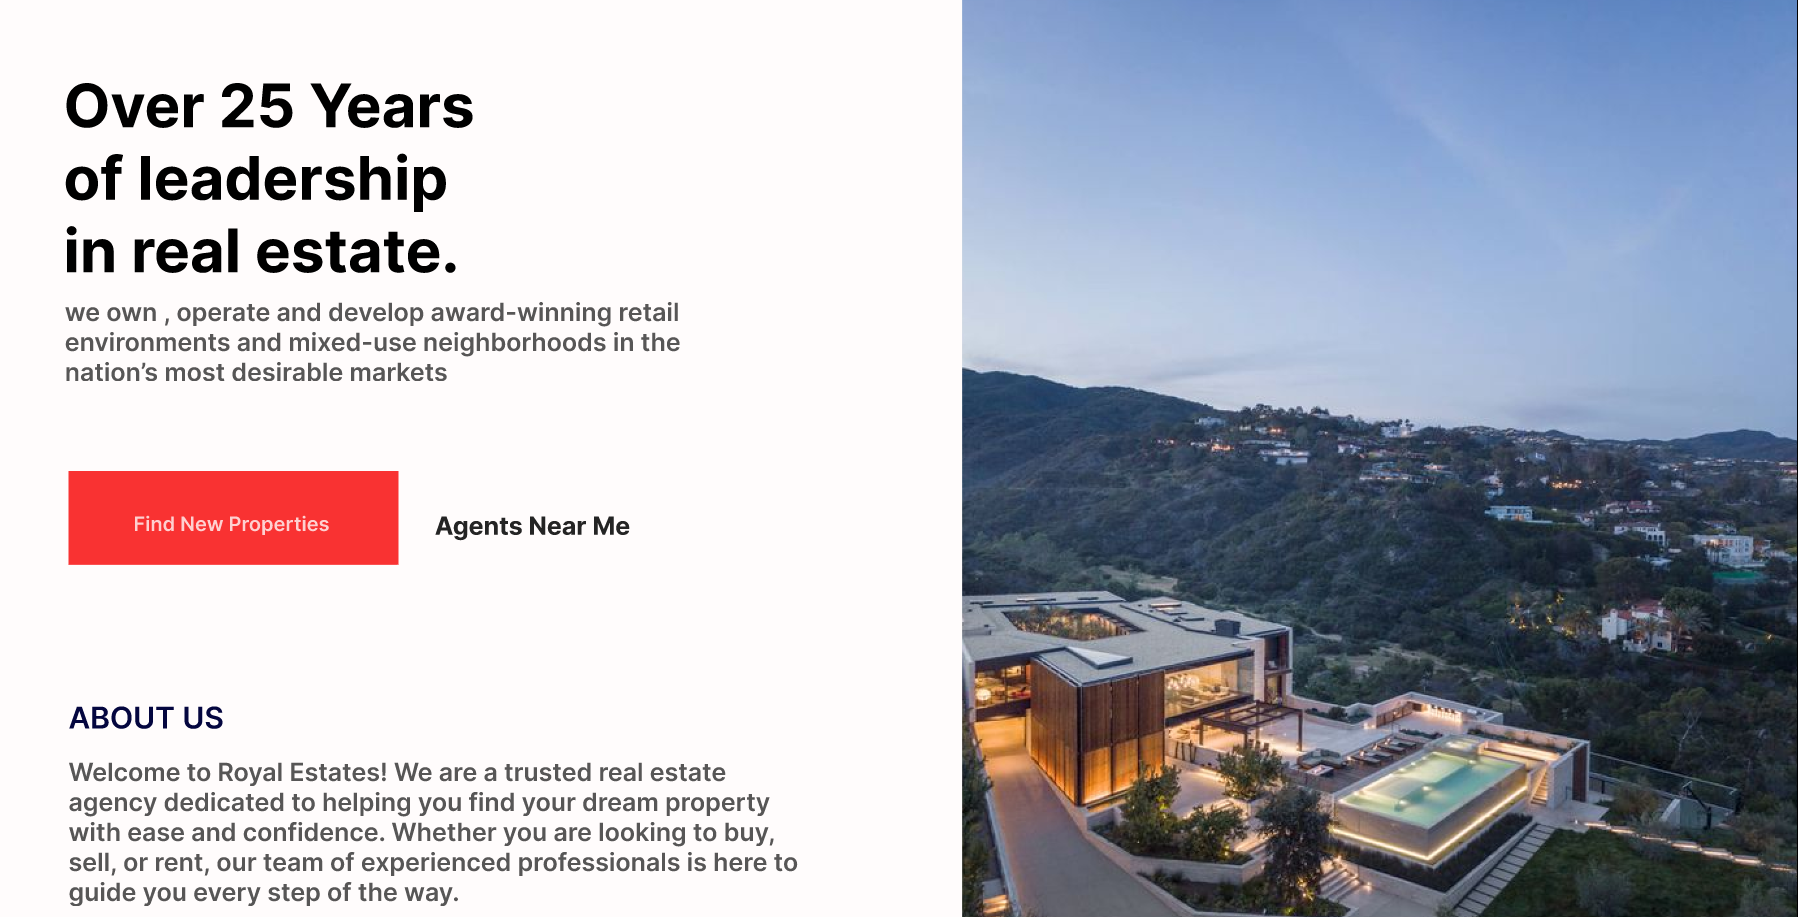 Over 25 Years
of leadership
in real estate.
we own , operate and develop award-winning retail
environments and mixed-use neighborhoods in the
nation’s most desirable markets
Find New Properties
Agents Near Me
ABOUT US
Welcome to Royal Estates! We are a trusted real estate
agency dedicated to helping you find your dream property
with ease and confidence. Whether you are looking to buy,
sell, or rent, our team of experienced professionals is here to
guide you every step of the way.